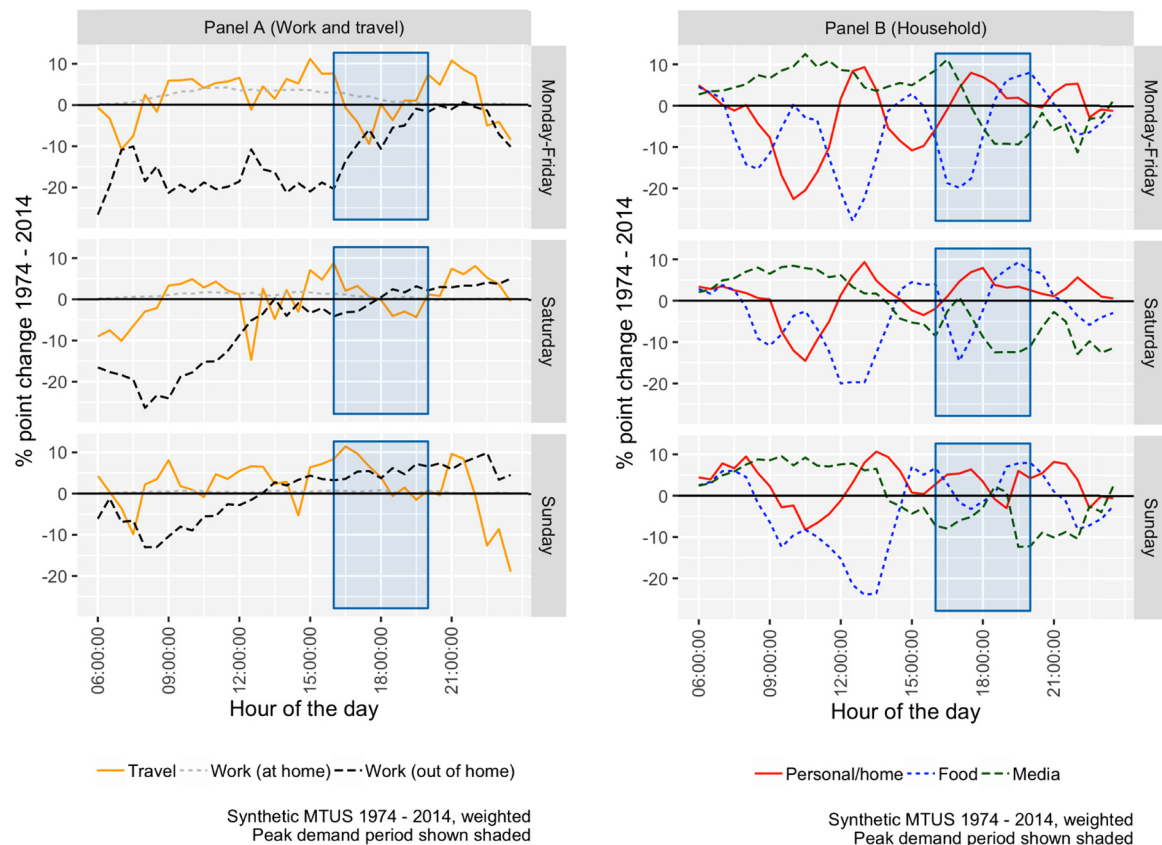 Panel A (Work and travel)
% point change 1974 - 2014
10
0
-10
-20
Monday-Friday
10
0
-10
-20
Saturday
10
0
-10
-20
Sunday
06:00:00
09:00:00
12:00:00
15:00:00
18:00:00
21:00:00
Hour of the day
Travel Work (at home) Work (out of home)
Synthetic MTUS 1974 - 2014, weighted
Peak demand period shown shaded
Panel B (Household)
% point change 1974 - 2014
10
0
-10
-20
Monday-Friday
10
0
-10
-20
Saturday
10
0
-10
-20
Sunday
06:00:00
09:00:00
12:00:00
15:00:00
18:00:00
21:00:00
Hour of the day
Personal/home Food Media
Synthetic MTUS 1974 - 2014, weighted
Peak demand period shown shaded